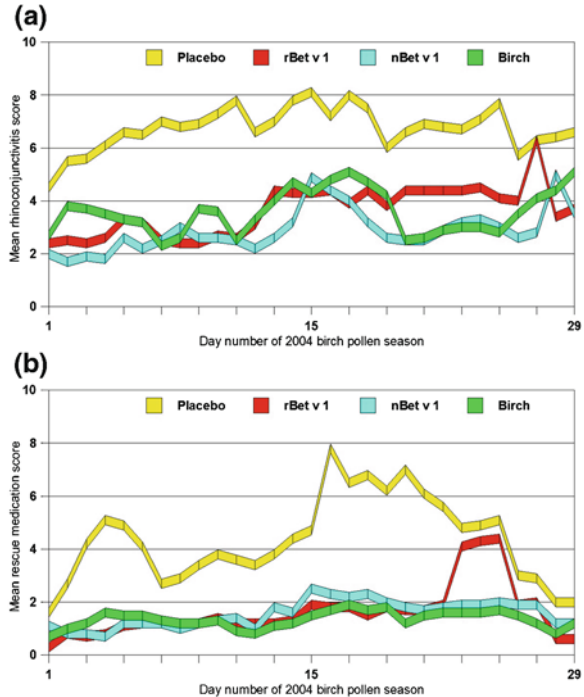 (a)
10
Placebo rBet v 1 nBet v 1 Birch
8
6
4
2
0
Mean rhinoconjunctivitis score
1 15 29
Day number of 2004 birch pollen season
(b)
10
Placebo rBet v 1 nBet v 1 Birch
8
6
4
2
0
Mean rescue medication score
1 15 29
Day number of 2004 birch pollen season